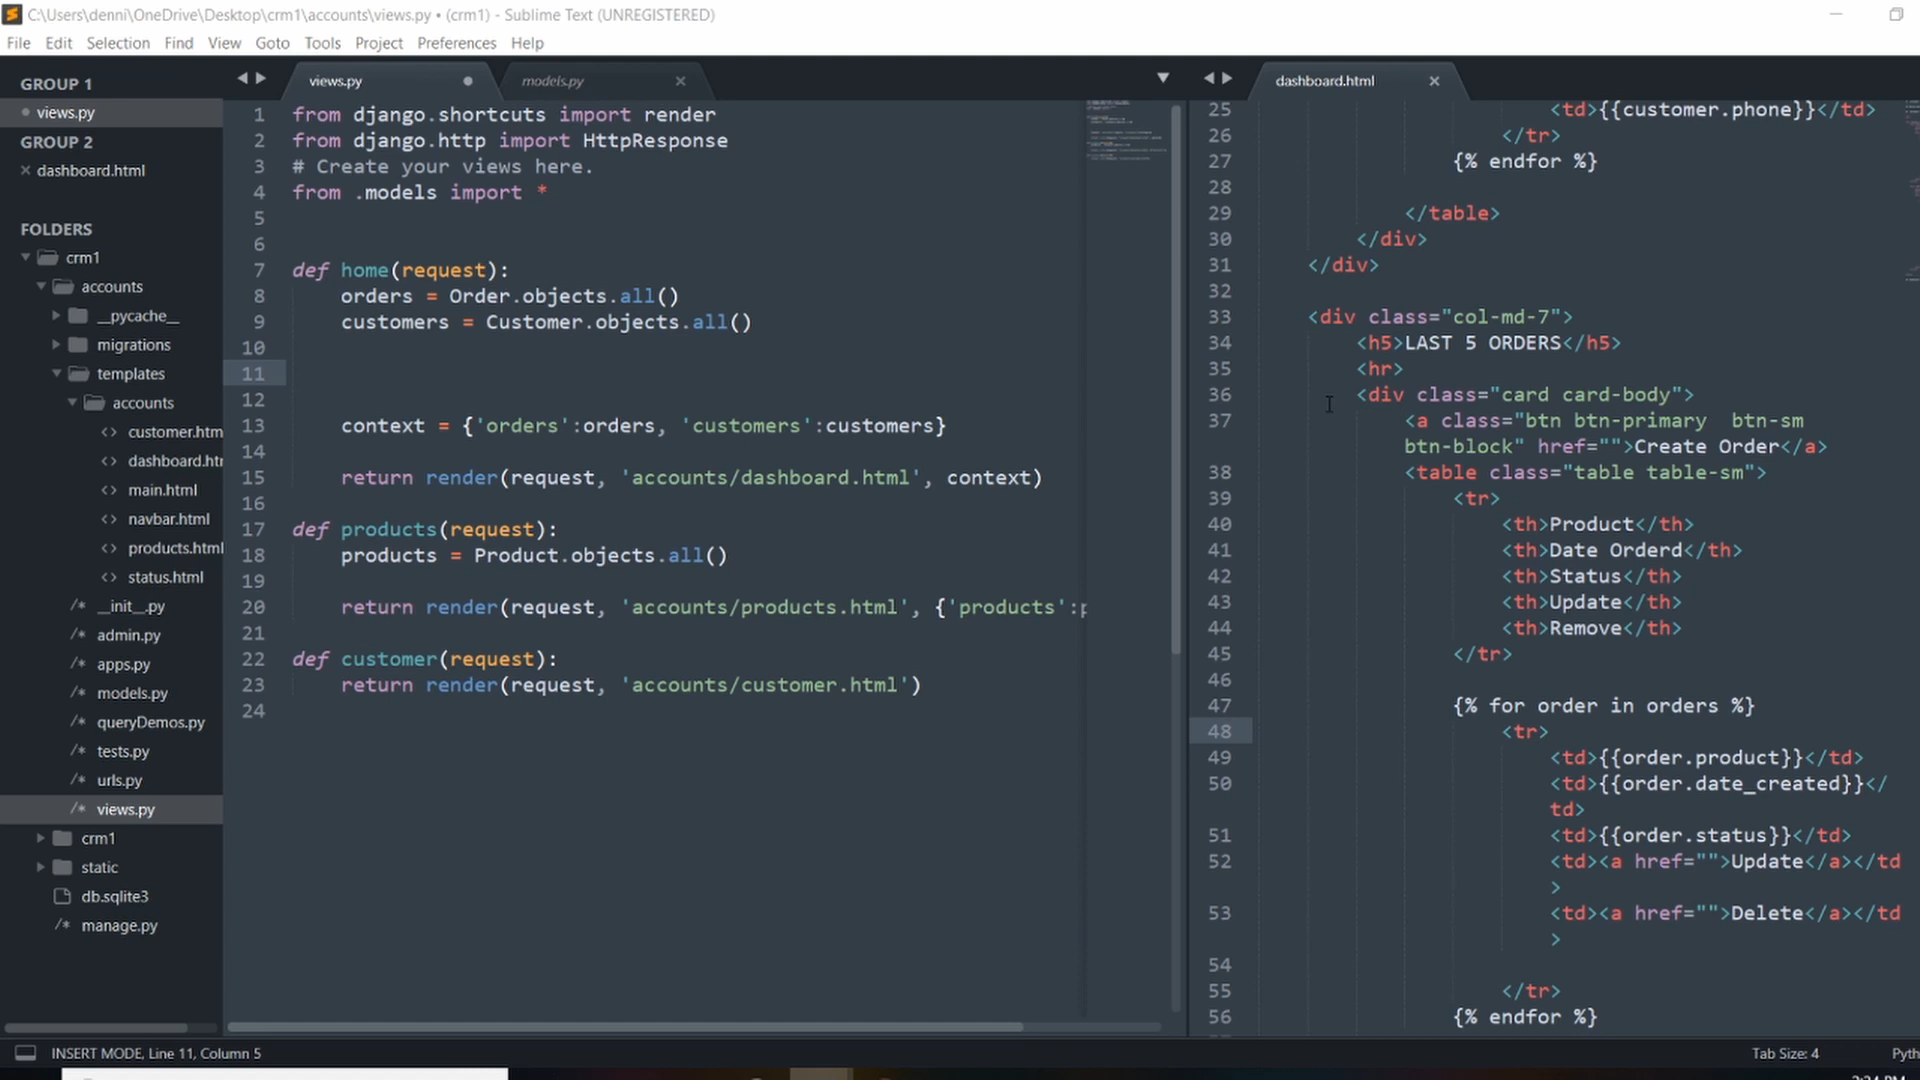 C:\Users\denni\OneDrive\Desktop\crm1\accounts\views.py • (crm1) - Sublime Text (UNREGISTERED)
File Edit Selection Find View Goto Tools Project Preferences Help
GROUP 1
views.py
GROUP 2
dashboard.html
FOLDERS
crm1
accounts
__pycache__
migrations
templates
accounts
customer.htm
dashboard.htm
main.html
navbar.html
products.html
status.html
__init__.py
admin.py
apps.py
models.py
queryDemos.py
tests.py
urls.py
views.py
crm1
static
db.sqlite3
manage.py
views.py models.py
1 from django.shortcuts import render
2 from django.http import HttpResponse
3 # Create your views here.
4 from .models import *
5
6
7 def home(request):
8 orders = Order.objects.all()
9 customers = Customer.objects.all()
10
11
12
13 context = {'orders':orders, 'customers':customers}
14
15 return render(request, 'accounts/dashboard.html', context)
16
17 def products(request):
18 products = Product.objects.all()
19
20 return render(request, 'accounts/products.html', {'products':p
21
22 def customer(request):
23 return render(request, 'accounts/customer.html')
24
dashboard.html
25 <td>{{customer.phone}}</td>
26 </tr>
27 {% endfor %}
28
29 </table>
30 </div>
31 </div>
32
33 <div class="col-md-7">
34 <h5>LAST 5 ORDERS</h5>
35 <hr>
36 <div class="card card-body">
37 <a class="btn btn-primary  btn-sm
btn-block" href="">Create Order</a>
38 <table class="table table-sm">
39 <tr>
40 <th>Product</th>
41 <th>Date Orderd</th>
42 <th>Status</th>
43 <th>Update</th>
44 <th>Remove</th>
45 </tr>
46
47 {% for order in orders %}
48 <tr>
49 <td>{{order.product}}</td>
50 <td>{{order.date_created}}</
td>
51 <td>{{order.status}}</td>
52 <td><a href="">Update</a></td
>
53 <td><a href="">Delete</a></td
>
54
55 </tr>
56 {% endfor %}
INSERT MODE, Line 11, Column 5
Tab Size: 4
Pyth